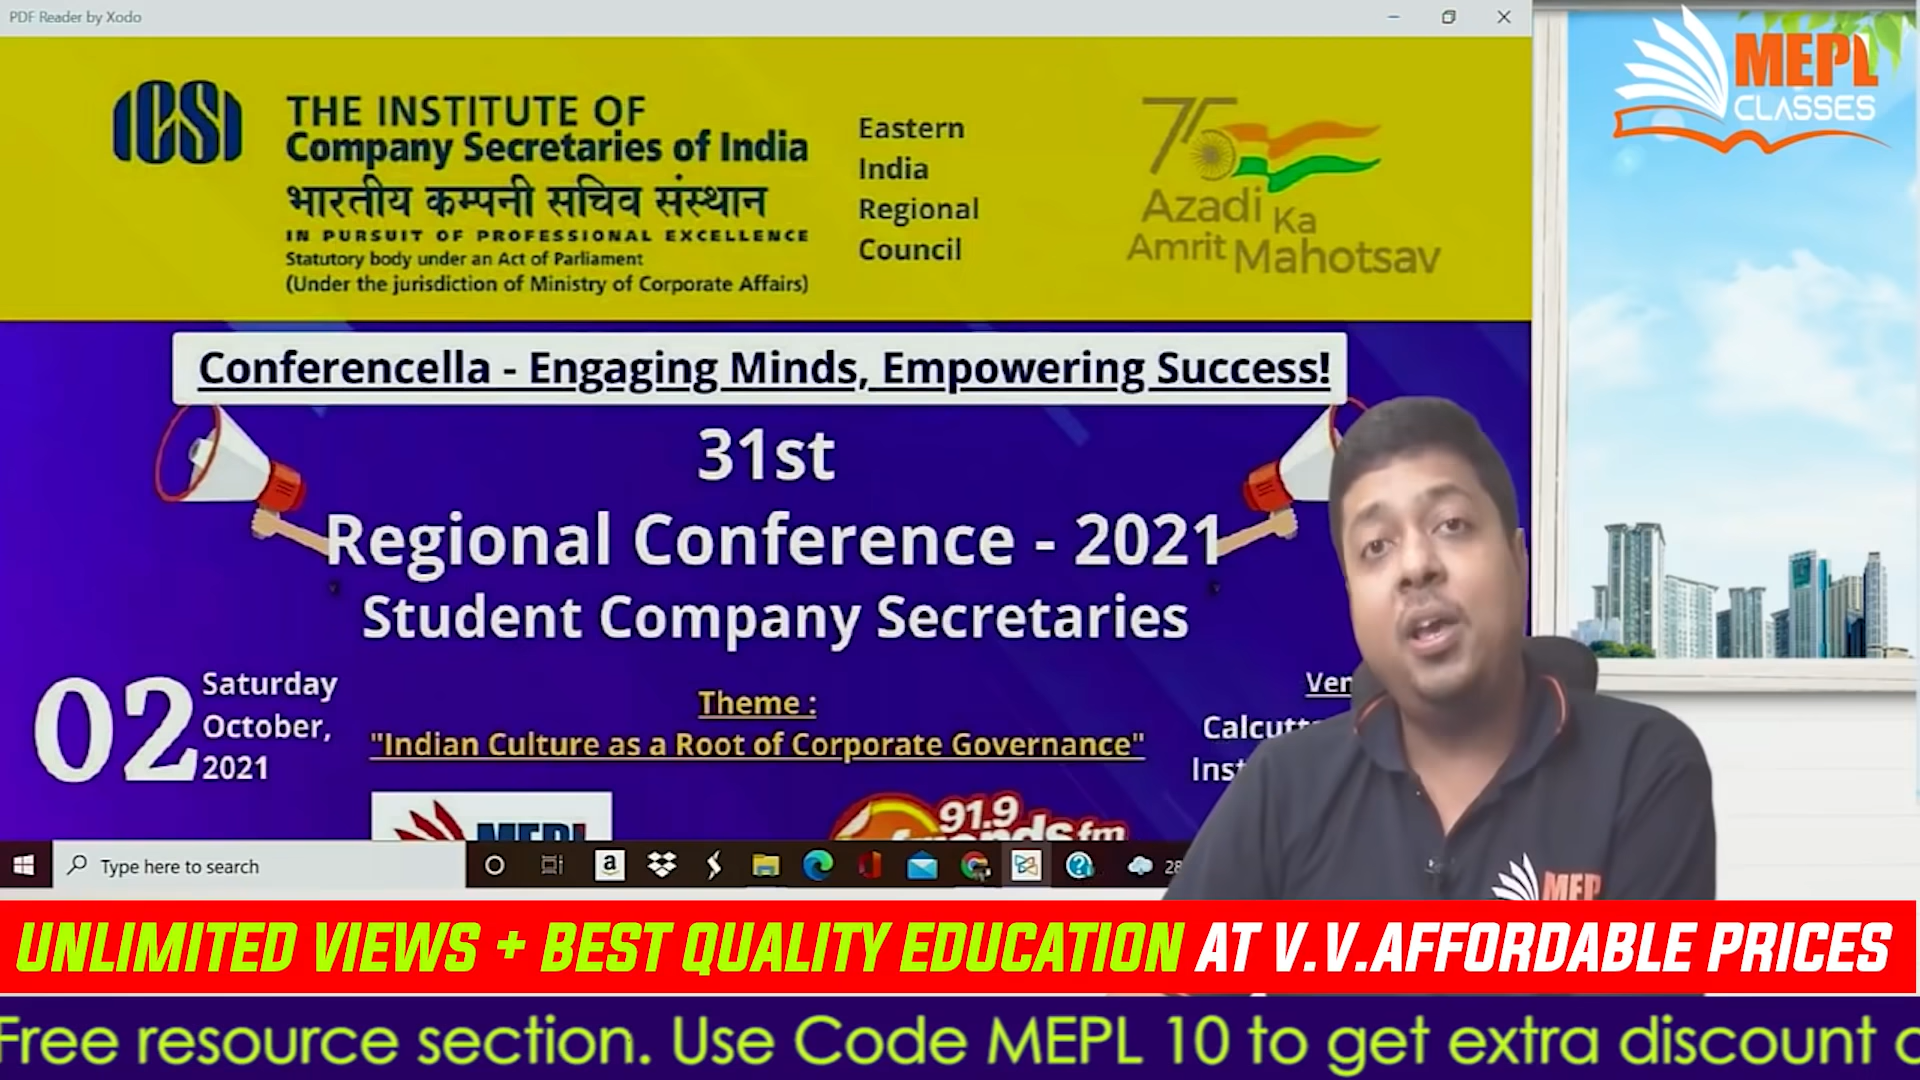 PDF Reader by Xodo
MEPL
CLASSES
ICSI
THE INSTITUTE OF
Company Secretaries of India
भारतीय कम्पनी सचिव संस्थान
IN PURSUIT OF PROFESSIONAL EXCELLENCE
Statutory body under an Act of Parliament
(Under the jurisdiction of Ministry of Corporate Affairs)
Eastern
India
Regional
Council
75
Azadi Ka
Amrit Mahotsav
Conferencella - Engaging Minds, Empowering Success!
31st
Regional Conference - 2021
Student Company Secretaries
02
Saturday
October,
2021
Theme :
"Indian Culture as a Root of Corporate Governance"
MEPL
91.9
fm
Type here to search
28
MEP
UNLIMITED VIEWS + BEST QUALITY EDUCATION AT V.V.AFFORDABLE PRICES
Free resource section. Use Code MEPL 10 to get extra discount